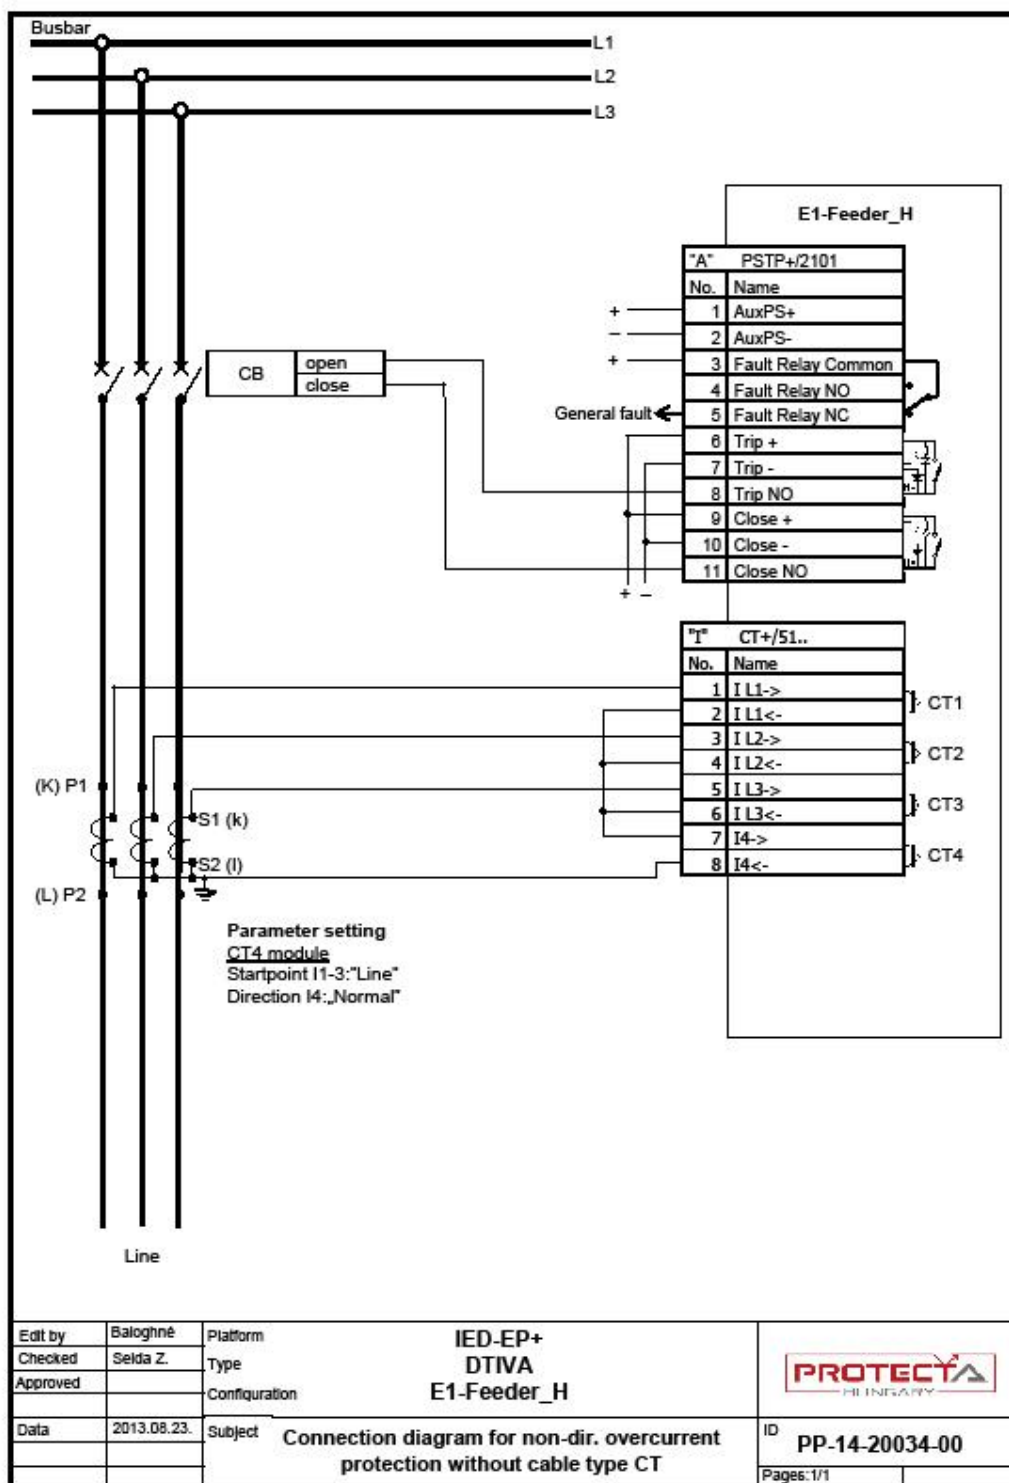 Busbar
L1
L2
L3
E1-Feeder_H
"A" PSTP+/2101
No. Name
+ 1 AuxPS+
– 2 AuxPS-
+ 3 Fault Relay Common
4 Fault Relay NO
General fault 5 Fault Relay NC
6 Trip +
7 Trip -
8 Trip NO
9 Close +
10 Close -
11 Close NO
+ –
CB open
close
"I" CT+/51..
No. Name
1 I L1->
2 I L1<-
CT1
3 I L2->
4 I L2<-
CT2
5 I L3->
6 I L3<-
CT3
7 I4->
8 I4<-
CT4
(K) P1
S1 (k)
S2 (l)
(L) P2
Parameter setting
CT4 module
Startpoint I1-3:"Line"
Direction I4:„Normal"
Line
Edit by Baloghné
Checked Seida Z.
Approved
Data 2013.08.23.
Platform IED-EP+
Type DTIVA
Configuration E1-Feeder_H
Subject Connection diagram for non-dir. overcurrent
protection without cable type CT
PROTECTA
HUNGARY
ID PP-14-20034-00
Pages:1/1